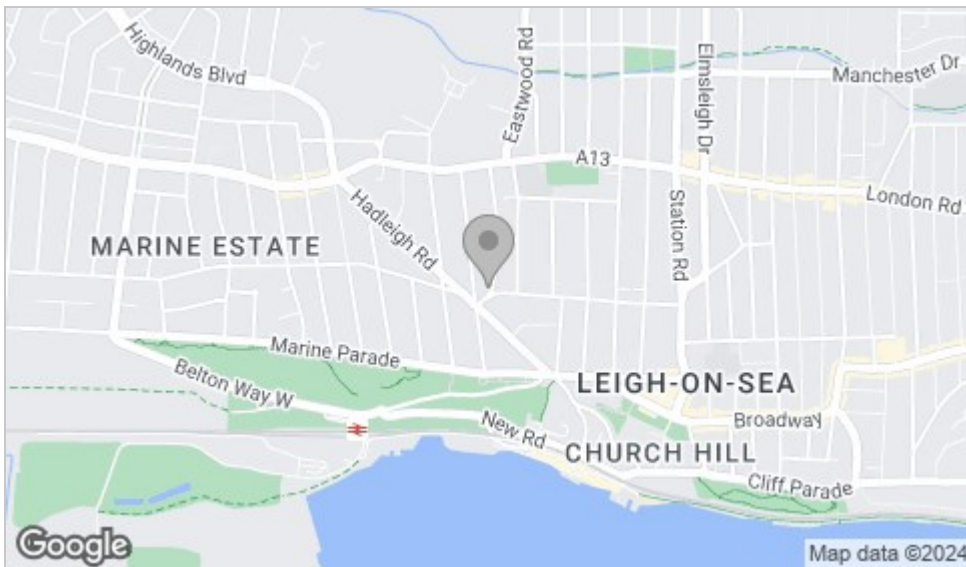 Highlands Blvd
Eastwood Rd
Elmsleigh Dr
Manchester Dr
A13
London Rd
Hadleigh Rd
Station Rd
MARINE ESTATE
Marine Parade
Belton Way W
LEIGH-ON-SEA
New Rd
Broadway
CHURCH HILL
Cliff Parade
Google
Map data ©2024